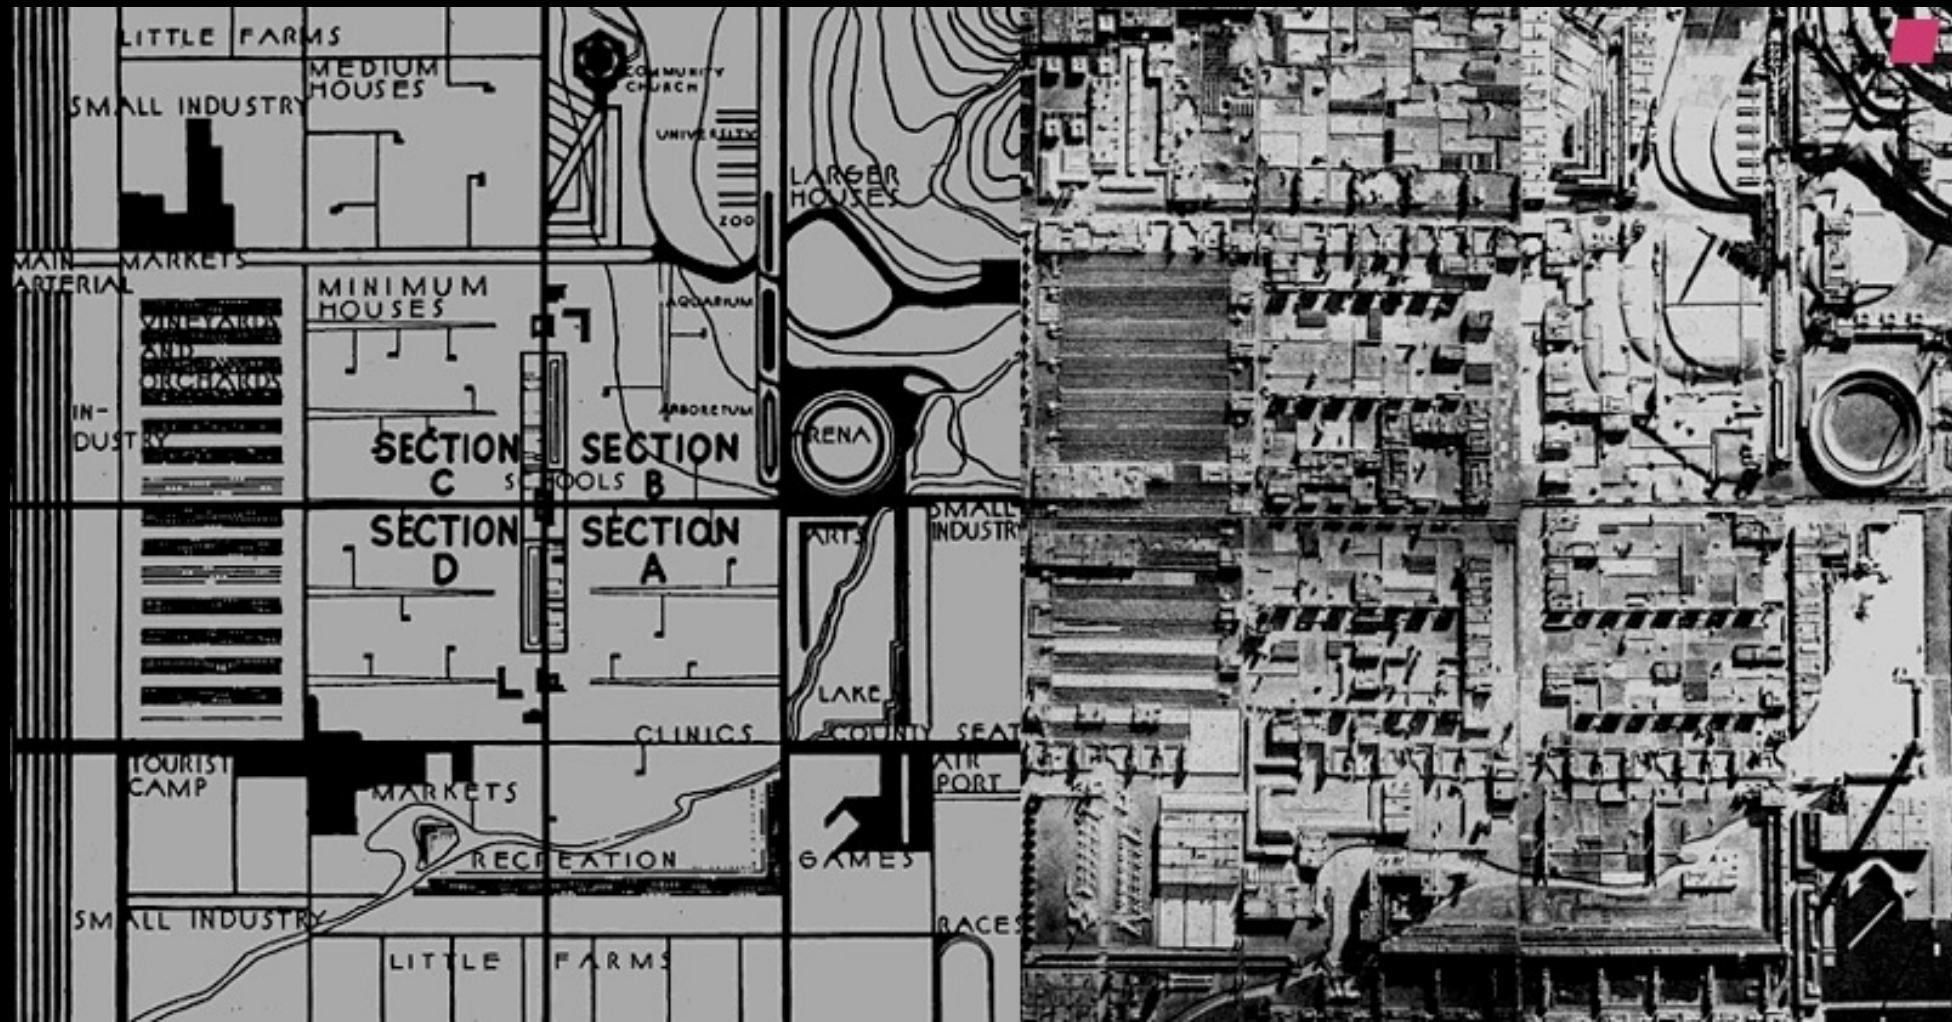 LITTLE FARMS
MEDIUM
HOUSES
SMALL INDUSTRY
COMMUNITY
CHURCH
UNIVERSITY
ZOO
LARGER
HOUSES
MAIN
ARTERIAL
MARKETS
MINIMUM
HOUSES
VINEYARDS
AND
ORCHARDS
AQUARIUM
ARBORETUM
IN-
DUSTRY
ARENA
SECTION
C
SECTION
B
SCHOOLS
SECTION
D
SECTION
A
ARTS
SMALL
INDUSTRY
LAKE
CLINICS
COUNTY SEAT
TOURIST
CAMP
MARKETS
AIR
PORT
RECREATION
GAMES
SMALL INDUSTRY
RACES
LITTLE FARMS